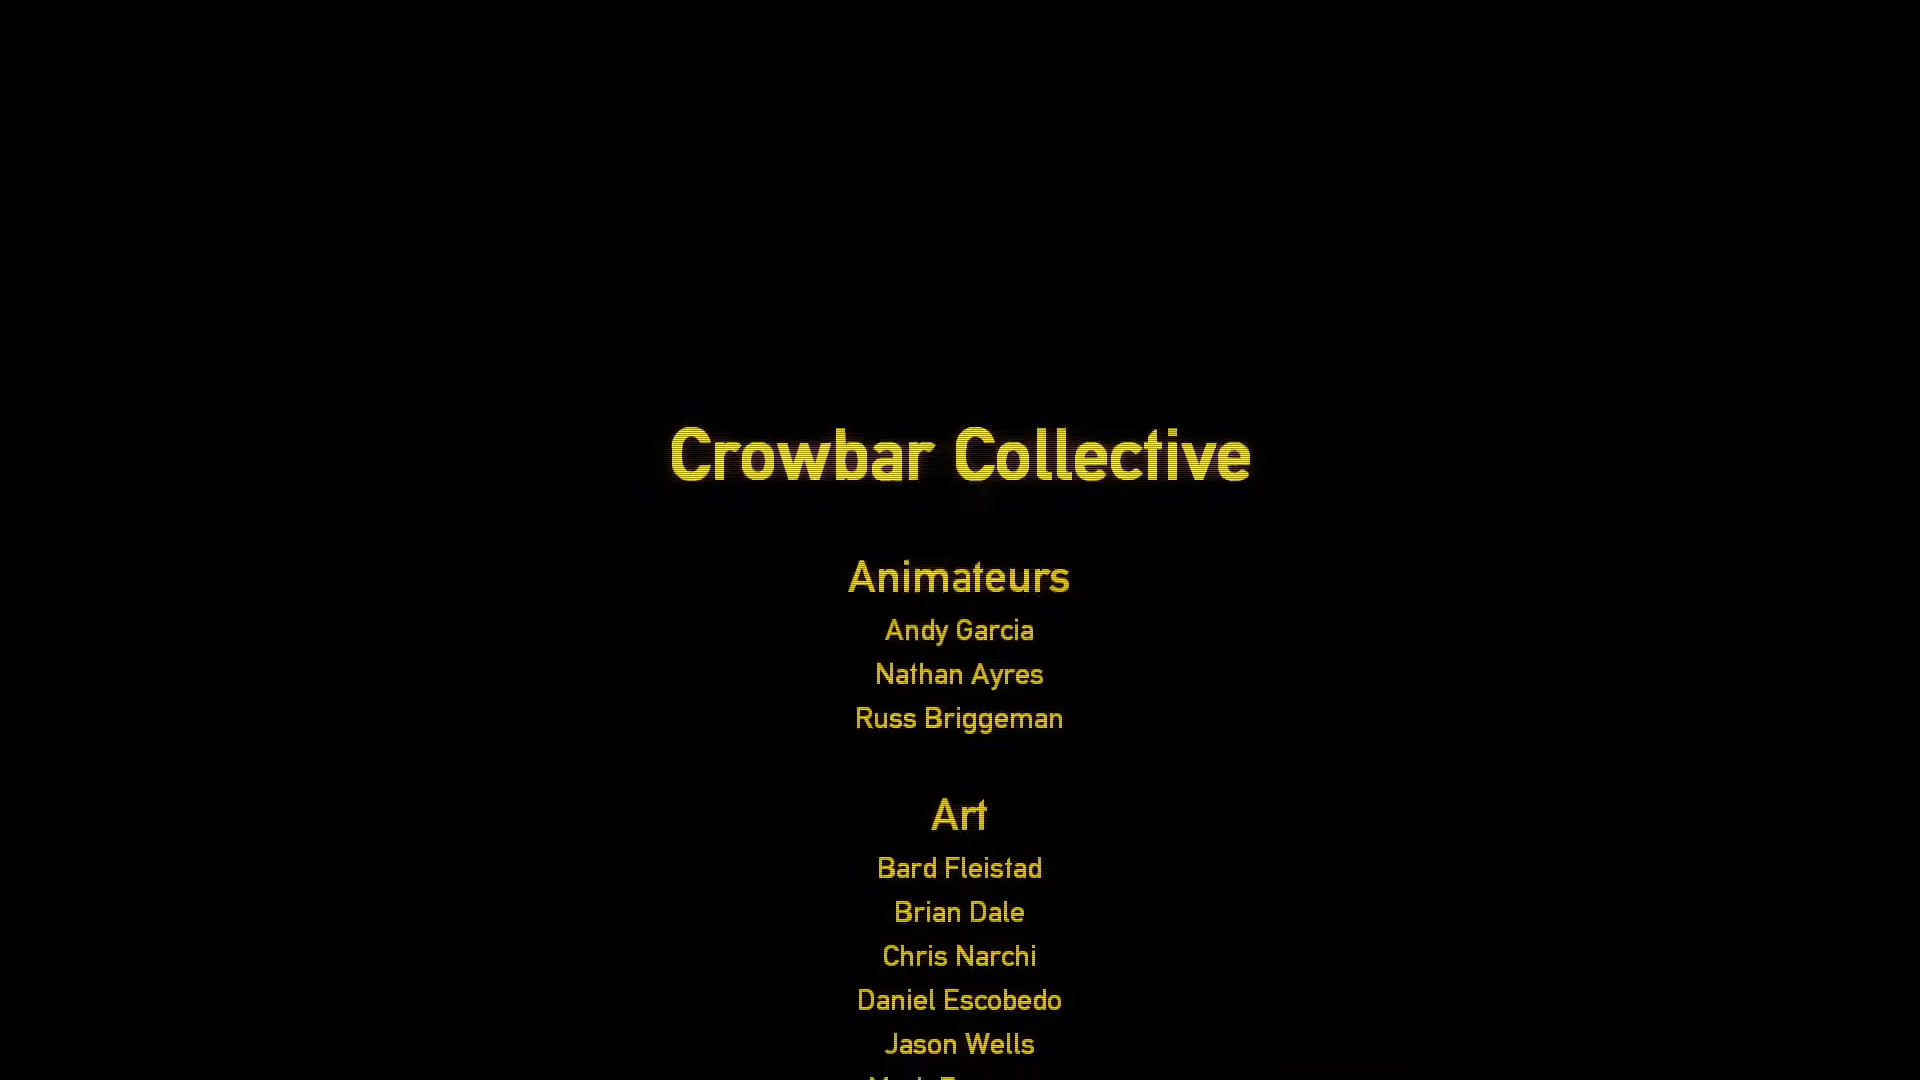 Crowbar Collective
Animateurs
Andy Garcia
Nathan Ayres
Russ Briggeman
Art
Bard Fleistad
Brian Dale
Chris Narchi
Daniel Escobedo
Jason Wells